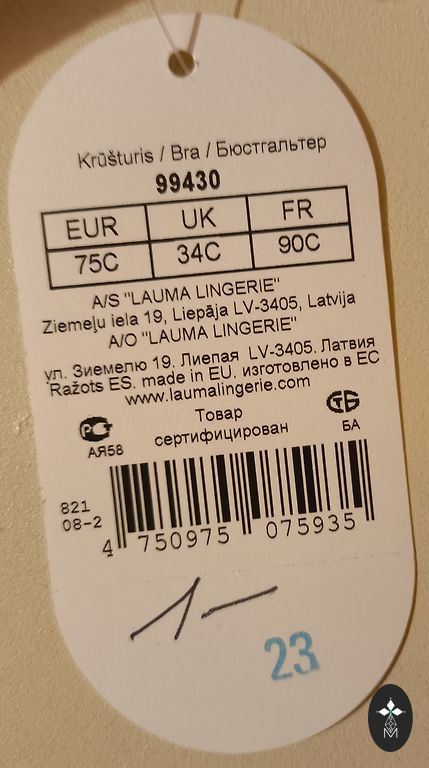 Krūšturis / Bra / Бюстгальтер
99430
EUR UK FR
75C 34C 90C
A/S "LAUMA LINGERIE"
Ziemeļu iela 19, Liepāja LV-3405, Latvija
A/O "LAUMA LINGERIE"
ул. Зиемелю 19. Лиепая LV-3405. Латвия
Ražots ES. made in EU. изготовлено в ЕС
www.laumalingerie.com
Товар
сертифицирован
АЯ58
БА
821
08-2
4 750975 075935
1-
23
M